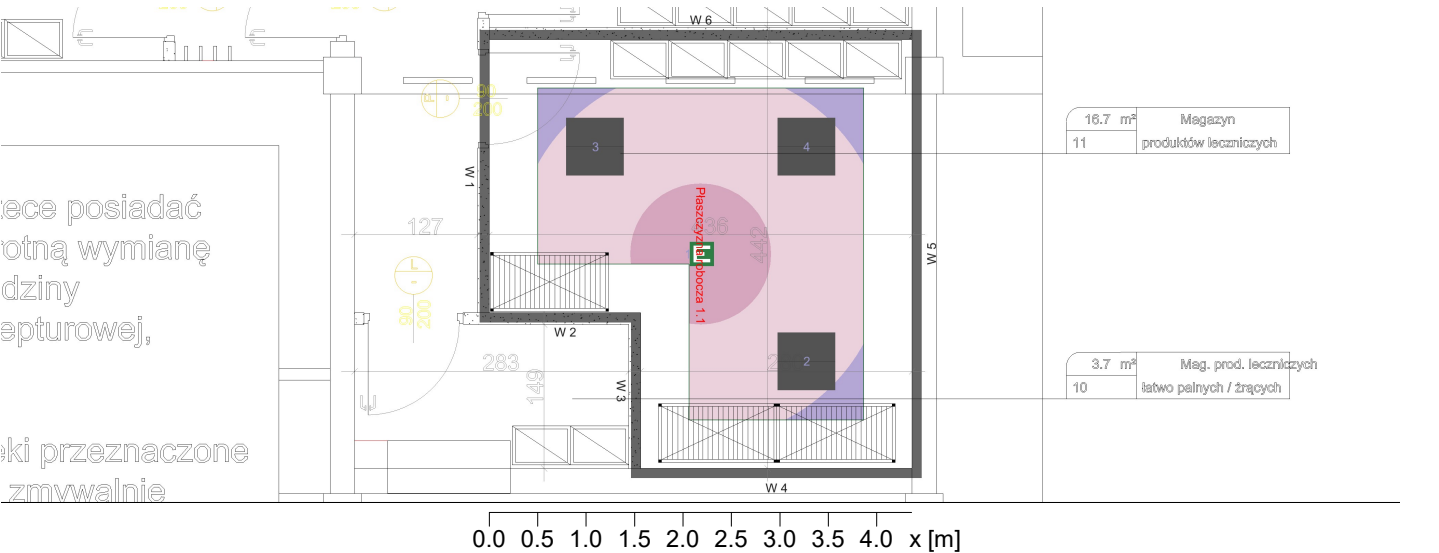 W 6
P
-
90
200
16.7 m²
Magazyn
11
produktów leczniczych
3
4
W 1
tece posiadać
rotną wymianę
dziny
epturowej,
127
336
442
Płaszczyzna robocza 1.1
W 5
L
-
90
200
W 2
283
149
W 3
2
3.7 m²
Mag. prod. leczniczych
10
łatwo palnych / żrących
ęki przeznaczone
zmywalnie
W 4
0.0 0.5 1.0 1.5 2.0 2.5 3.0 3.5 4.0 x [m]